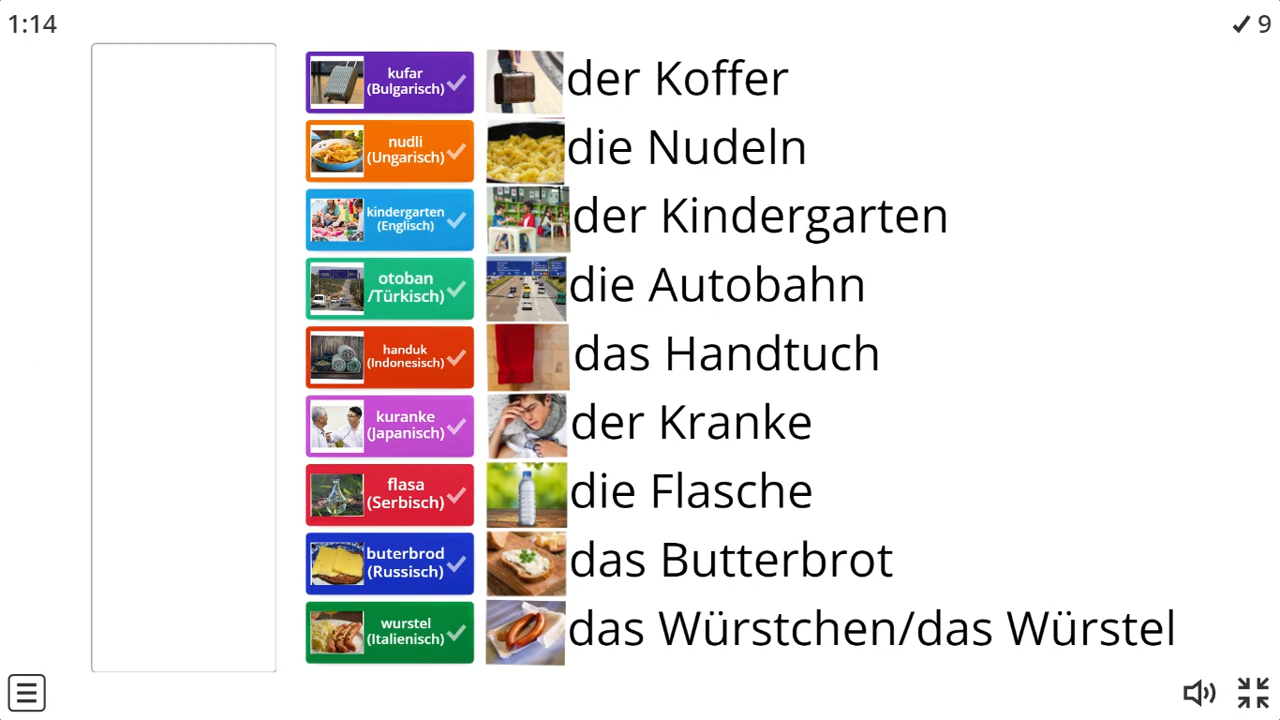 1:14
9
kufar
(Bulgarisch)
der Koffer
nudli
(Ungarisch)
die Nudeln
kindergarten
(Englisch)
der Kindergarten
otoban
/Türkisch)
die Autobahn
handuk
(Indonesisch)
das Handtuch
kuranke
(Japanisch)
der Kranke
flasa
(Serbisch)
die Flasche
buterbrod
(Russisch)
das Butterbrot
wurstel
(Italienisch)
das Würstchen/das Würstel